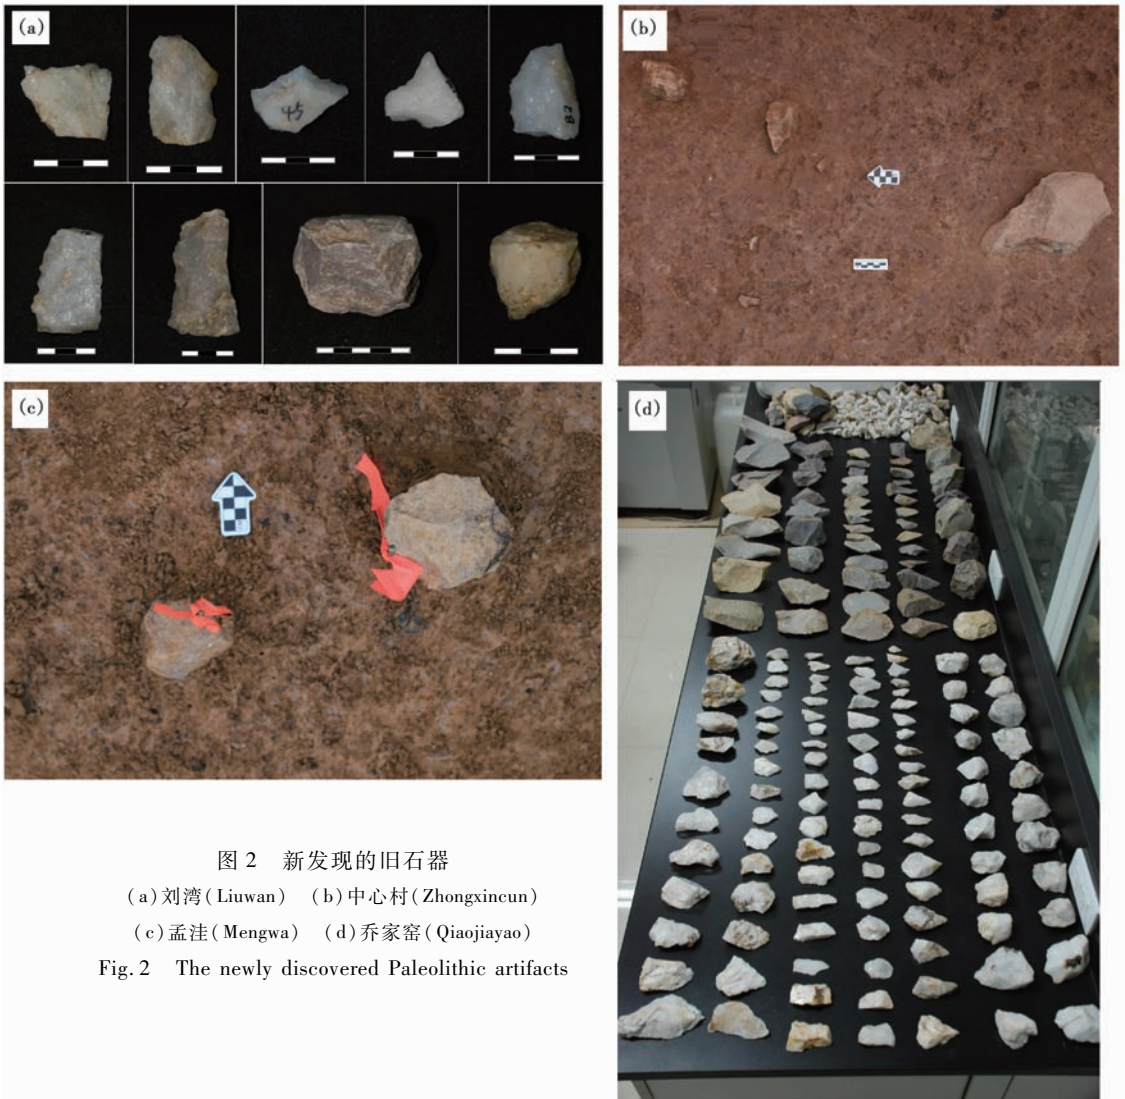 (a)
(b)
45
B2
(c)
(d)
图 2 新发现的旧石器
(a)刘湾(Liuwan) (b)中心村(Zhongxincun)
(c)孟洼(Mengwa) (d)乔家窑(Qiaojiayao)
Fig. 2 The newly discovered Paleolithic artifacts